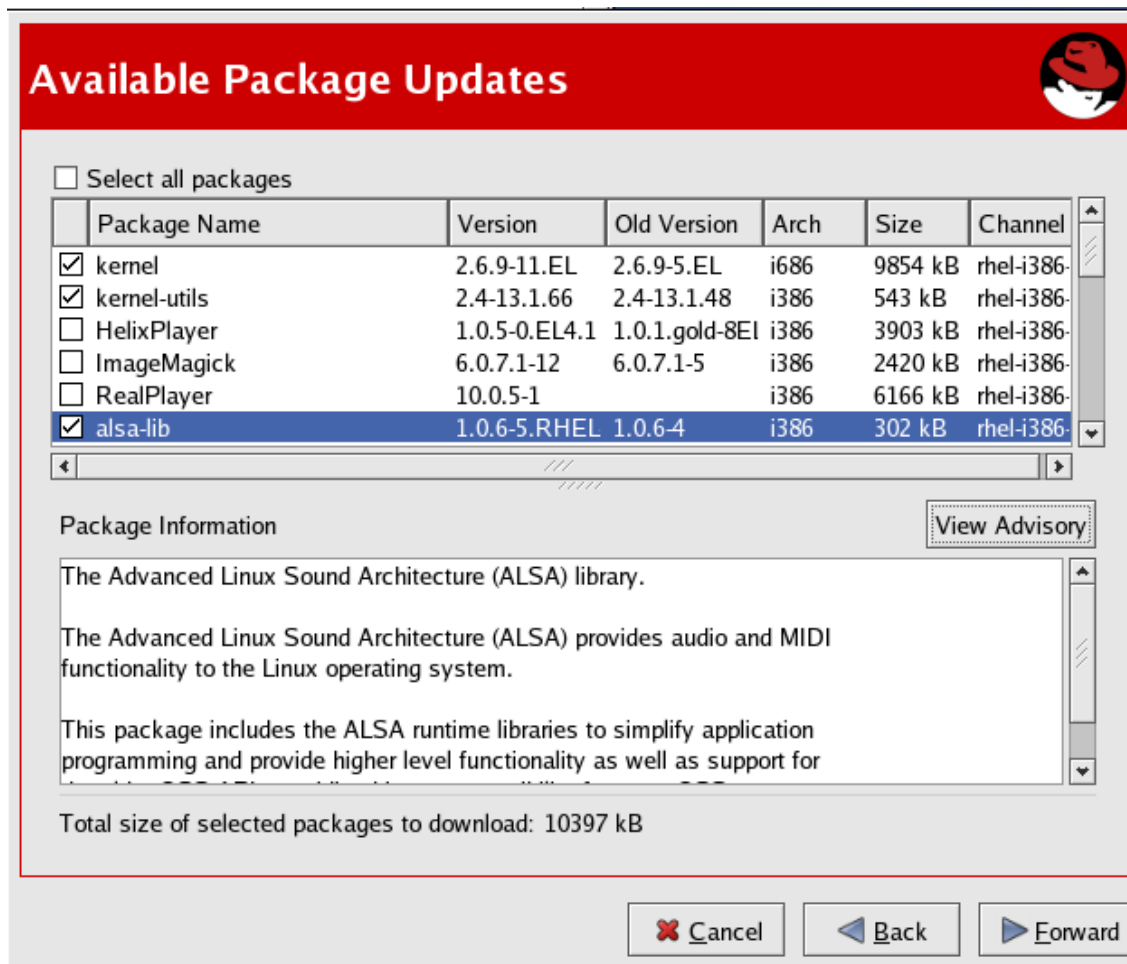 Available Package Updates
Select all packages
Package Name Version Old Version Arch Size Channel
kernel 2.6.9-11.EL 2.6.9-5.EL i686 9854 kB rhel-i386-
kernel-utils 2.4-13.1.66 2.4-13.1.48 i386 543 kB rhel-i386-
HelixPlayer 1.0.5-0.EL4.1 1.0.1.gold-8EL i386 3903 kB rhel-i386-
ImageMagick 6.0.7.1-12 6.0.7.1-5 i386 2420 kB rhel-i386-
RealPlayer 10.0.5-1 i386 6166 kB rhel-i386-
alsa-lib 1.0.6-5.RHEL 1.0.6-4 i386 302 kB rhel-i386-
Package Information
View Advisory
The Advanced Linux Sound Architecture (ALSA) library.
The Advanced Linux Sound Architecture (ALSA) provides audio and MIDI
functionality to the Linux operating system.
This package includes the ALSA runtime libraries to simplify application
programming and provide higher level functionality as well as support for
Total size of selected packages to download: 10397 kB
Cancel Back Forward